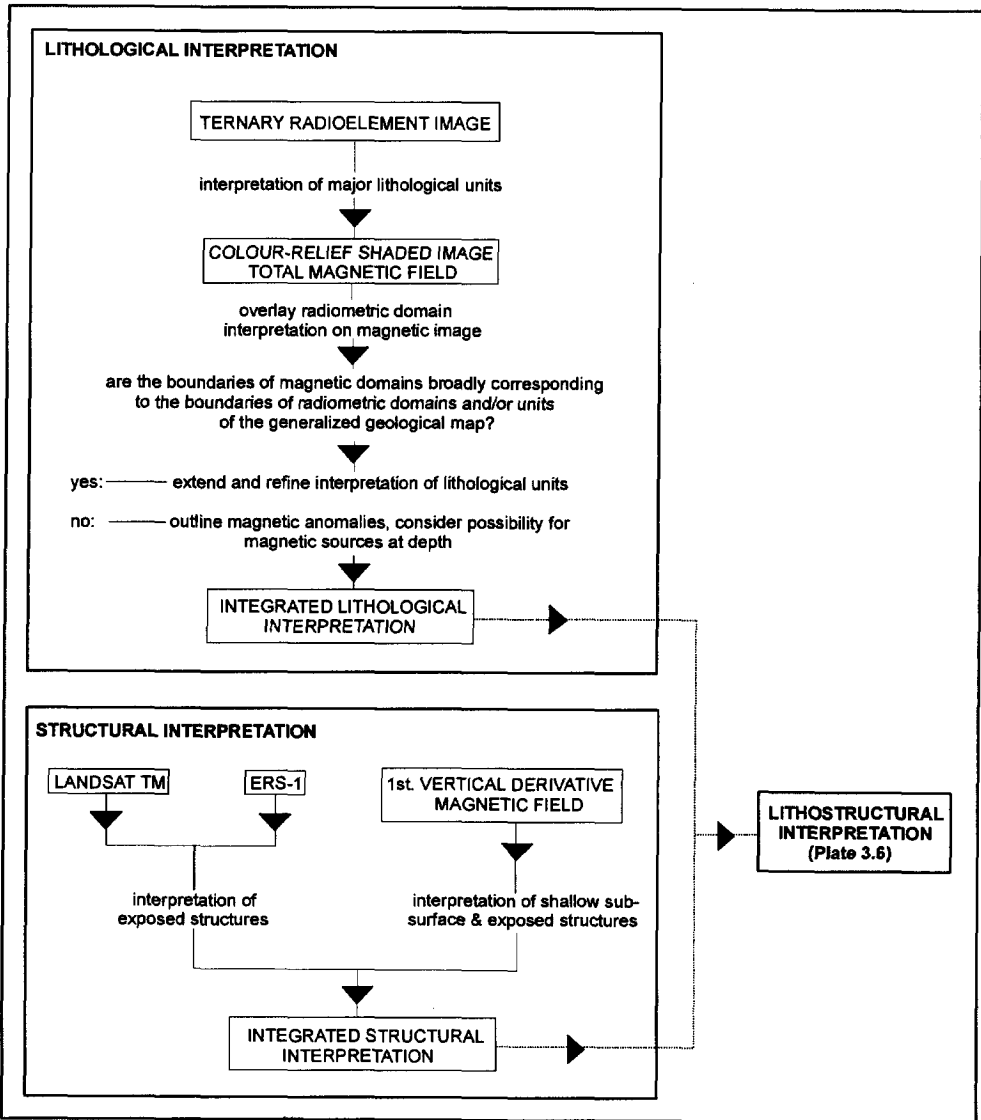 LITHOLOGICAL INTERPRETATION
TERNARY RADIOELEMENT IMAGE
interpretation of major lithological units
COLOUR-RELIEF SHADED IMAGE
TOTAL MAGNETIC FIELD
overlay radiometric domain
interpretation on magnetic image
are the boundaries of magnetic domains broadly corresponding
to the boundaries of radiometric domains and/or units
of the generalized geological map?
yes: extend and refine interpretation of lithological units
no: outline magnetic anomalies, consider possibility for
magnetic sources at depth
INTEGRATED LITHOLOGICAL
INTERPRETATION
STRUCTURAL INTERPRETATION
LANDSAT TM
ERS-1
1st. VERTICAL DERIVATIVE
MAGNETIC FIELD
interpretation of
exposed structures
interpretation of shallow sub-
surface & exposed structures
INTEGRATED STRUCTURAL
INTERPRETATION
LITHOSTRUCTURAL
INTERPRETATION
(Plate 3.6)